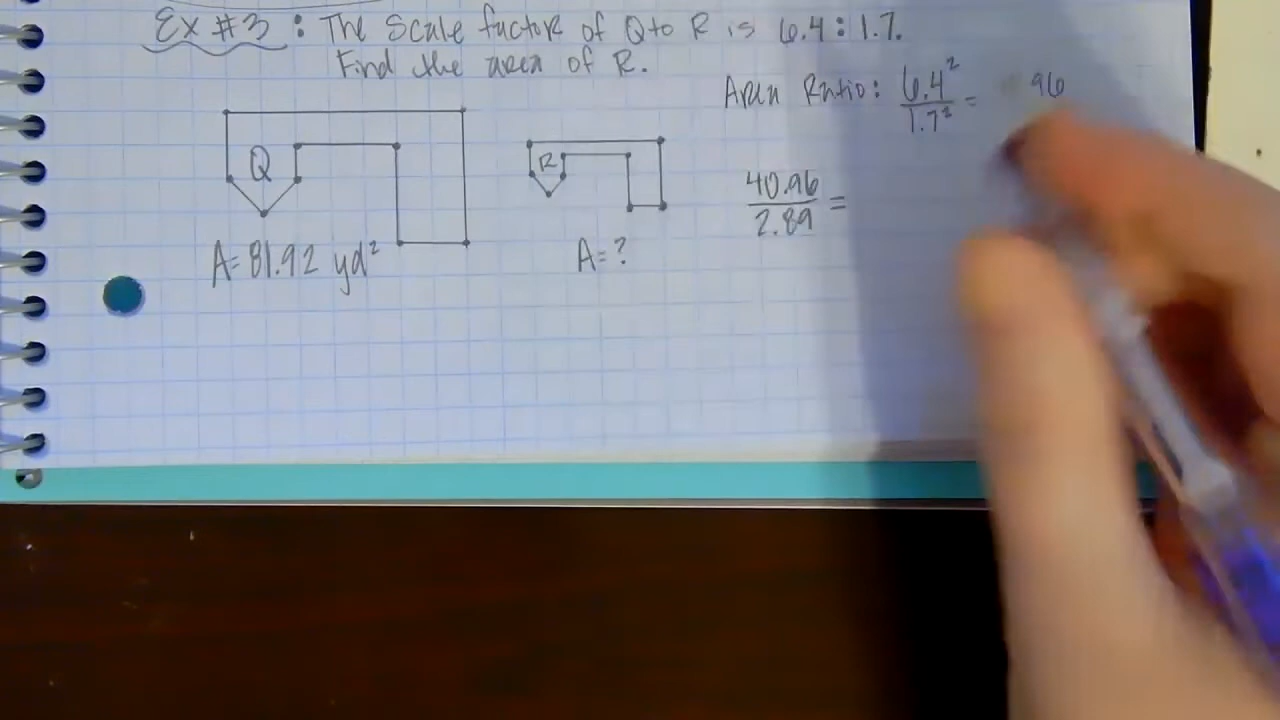 Ex #3: The Scale factor of Q to R is 6.4:1.7.
Find the area of R.
Area Ratio: 6.4² / 1.7² = 96
Q
R
40.96 / 2.89 =
A = 81.92 yd²
A = ?